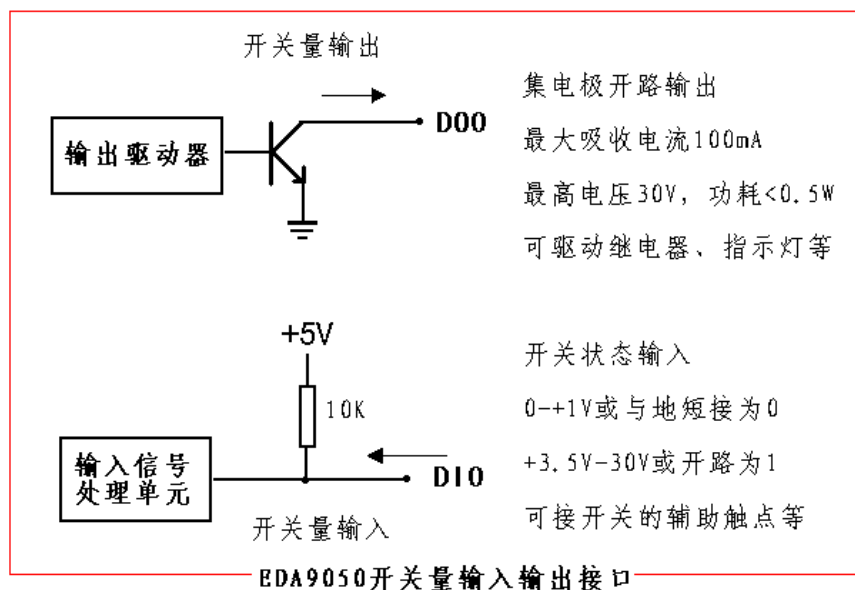 开关量输出
集电极开路输出
DO0
最大吸收电流100mA
输出驱动器
最高电压30V, 功耗<0.5W
可驱动继电器、指示灯等
+5V
开关状态输入
10K
0-+1V或与地短接为0
输入信号
处理单元
DI0
+3.5V-30V或开路为1
开关量输入
可接开关的辅助触点等
EDA9050开关量输入输出接口